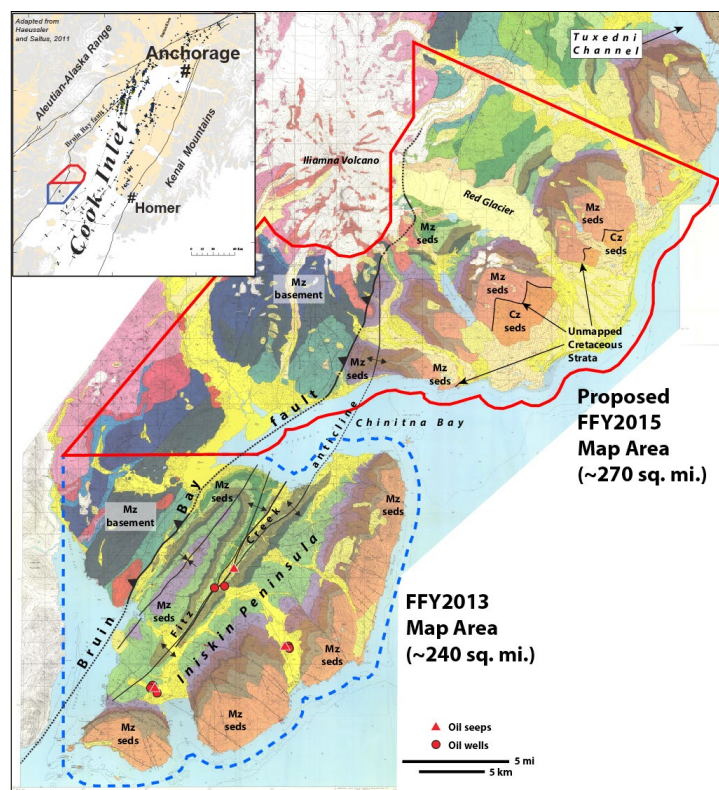 Adapted from
Haeussler
and Saltus, 2011
Aleutian-Alaska Range
Anchorage
#
Bruin Bay fault
Cook Inlet
Kenai Mountains
#
Homer
Tuxedni
Channel
Iliamna Volcano
Red Glacier
Mz
seds
Mz
seds
Cz
seds
Mz
basement
Mz
seds
Cz
seds
Unmapped
Cretaceous
Strata
Mz
seds
Mz
seds
Proposed
FFY2015
Map Area
(~270 sq. mi.)
Chinitna Bay
Bruin Bay fault
Fitz Creek anticline
Mz
seds
Mz
basement
Iniskin Peninsula
Mz
seds
FFY2013
Map Area
(~240 sq. mi.)
Mz
seds
Mz
seds
Mz
seds
Oil seeps
Oil wells
5 mi
5 km